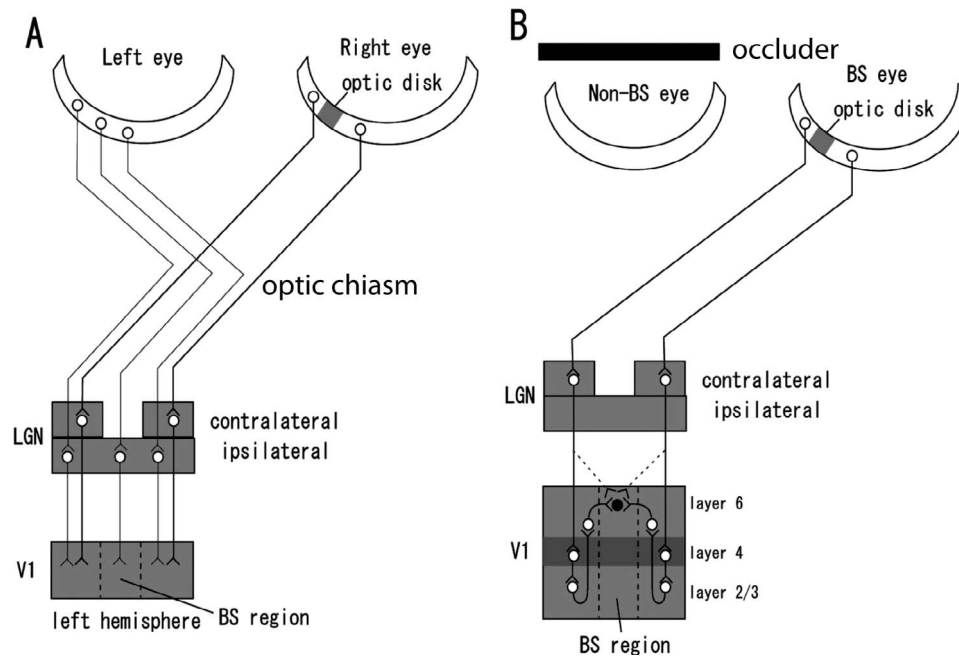 A
Left eye
Right eye
optic disk
optic chiasm
LGN
contralateral
ipsilateral
V1
left hemisphere
BS region
B
occluder
Non-BS eye
BS eye
optic disk
LGN
contralateral
ipsilateral
V1
layer 6
layer 4
layer 2/3
BS region